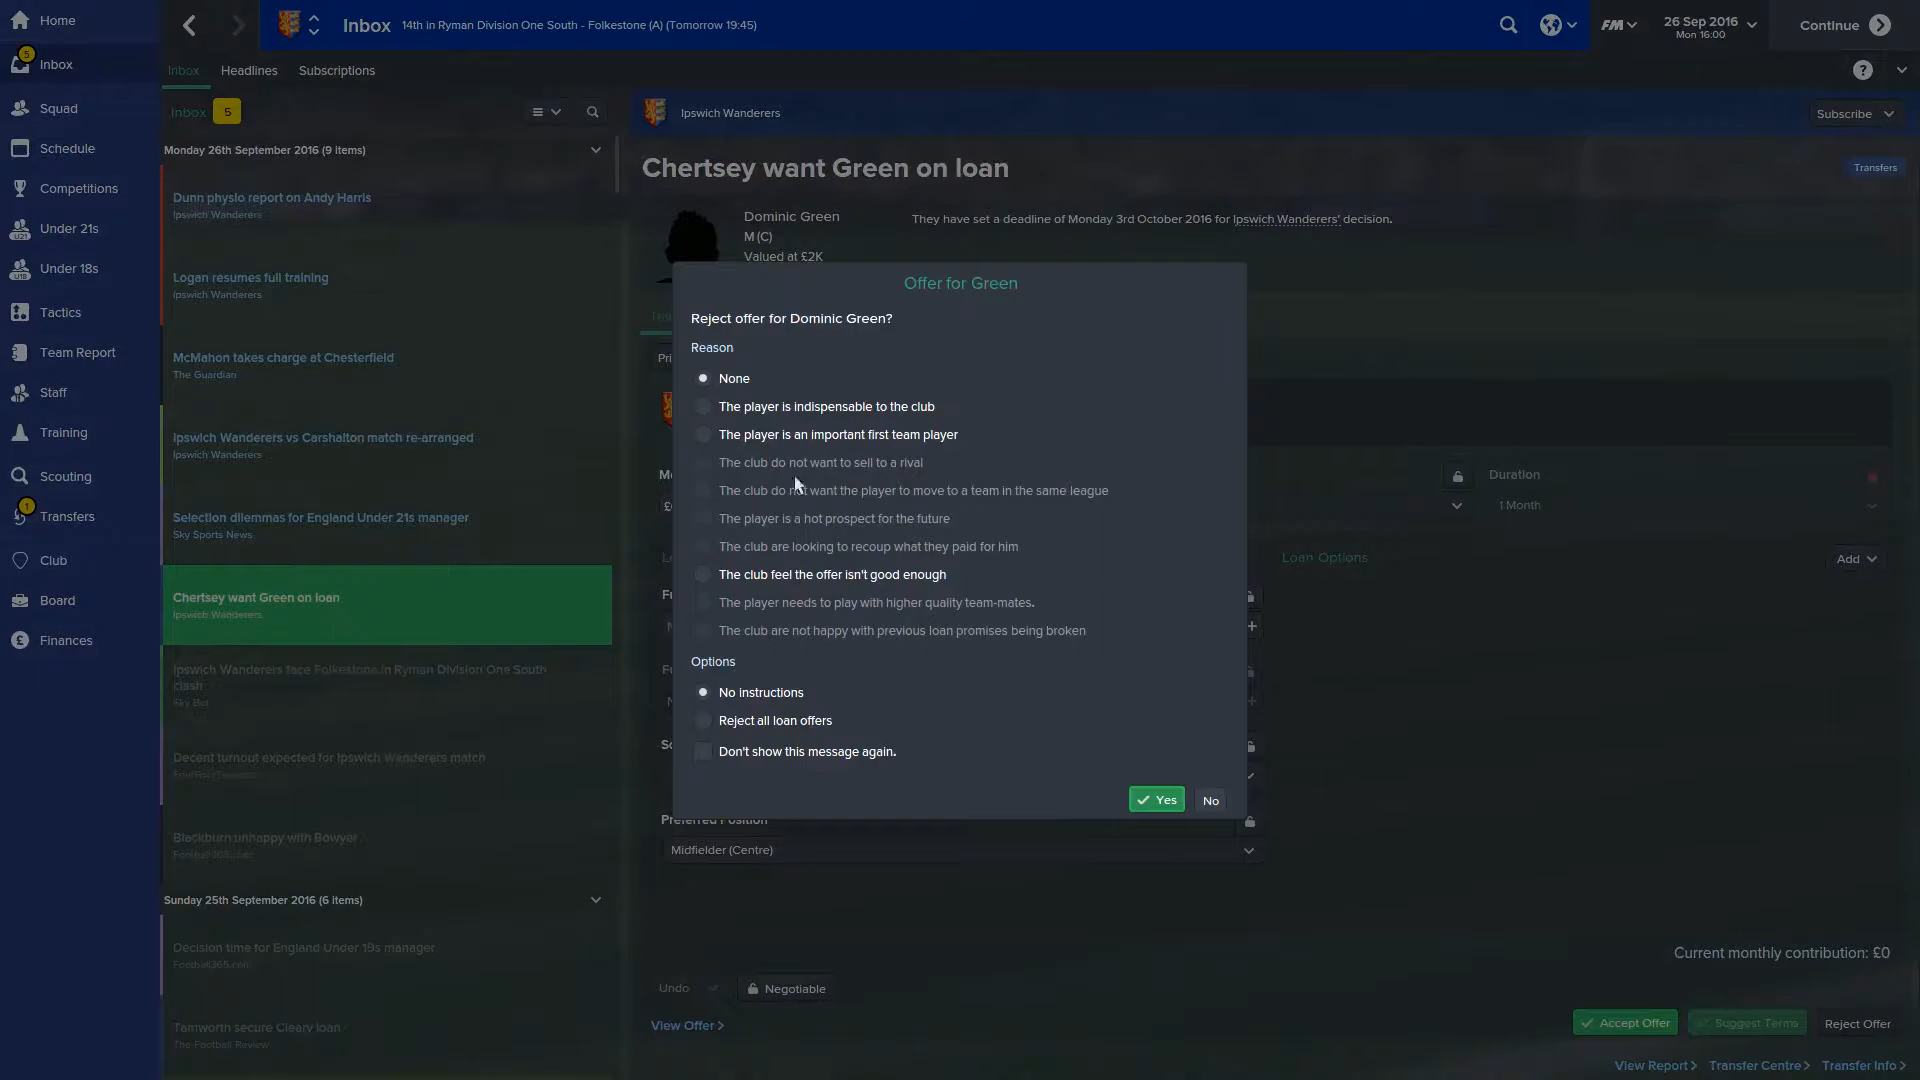 Home
Inbox
14th in Ryman Division One South - Folkestone (A) (Tomorrow 19:45)
FM
26 Sep 2016
Mon 16:00
Continue
5
Inbox
Squad
Schedule
Competitions
U21
Under 21s
U18
Under 18s
Tactics
Team Report
Staff
Training
Scouting
1
Transfers
Club
Board
Finances
Inbox
Headlines
Subscriptions
?
Inbox 5
Monday 26th September 2016 (9 items)
Dunn physio report on Andy Harris
Ipswich Wanderers
Logan resumes full training
Ipswich Wanderers
McMahon takes charge at Chesterfield
The Guardian
Ipswich Wanderers vs Carshalton match re-arranged
Ipswich Wanderers
Selection dilemmas for England Under 21s manager
Sky Sports News
Chertsey want Green on loan
Ipswich Wanderers
Ipswich Wanderers face Folkestone in Ryman Division One South
clash
Sky Bet
Decent turnout expected for Ipswich Wanderers match
FourFourTwo.com
Blackburn unhappy with Bowyer
Football365.com
Sunday 25th September 2016 (6 items)
Decision time for England Under 19s manager
Football365.com
Tamworth secure Cleary loan
The Football Review
Ipswich Wanderers
Subscribe
Chertsey want Green on loan
Transfers
Dominic Green
M (C)
Valued at £2K
They have set a deadline of Monday 3rd October 2016 for Ipswich Wanderers' decision.
Offer for Green
Reject offer for Dominic Green?
Reason
None
The player is indispensable to the club
The player is an important first team player
The club do not want to sell to a rival
The club do not want the player to move to a team in the same league
The player is a hot prospect for the future
The club are looking to recoup what they paid for him
The club feel the offer isn't good enough
The player needs to play with higher quality team-mates.
The club are not happy with previous loan promises being broken
Options
No instructions
Reject all loan offers
Don't show this message again.
Yes
No
Duration
1 Month
Loan Options
Add
Preferred Position
Midfielder (Centre)
Current monthly contribution: £0
Undo
Negotiable
View Offer >
Accept Offer
Suggest Terms
Reject Offer
View Report >
Transfer Centre >
Transfer Info >